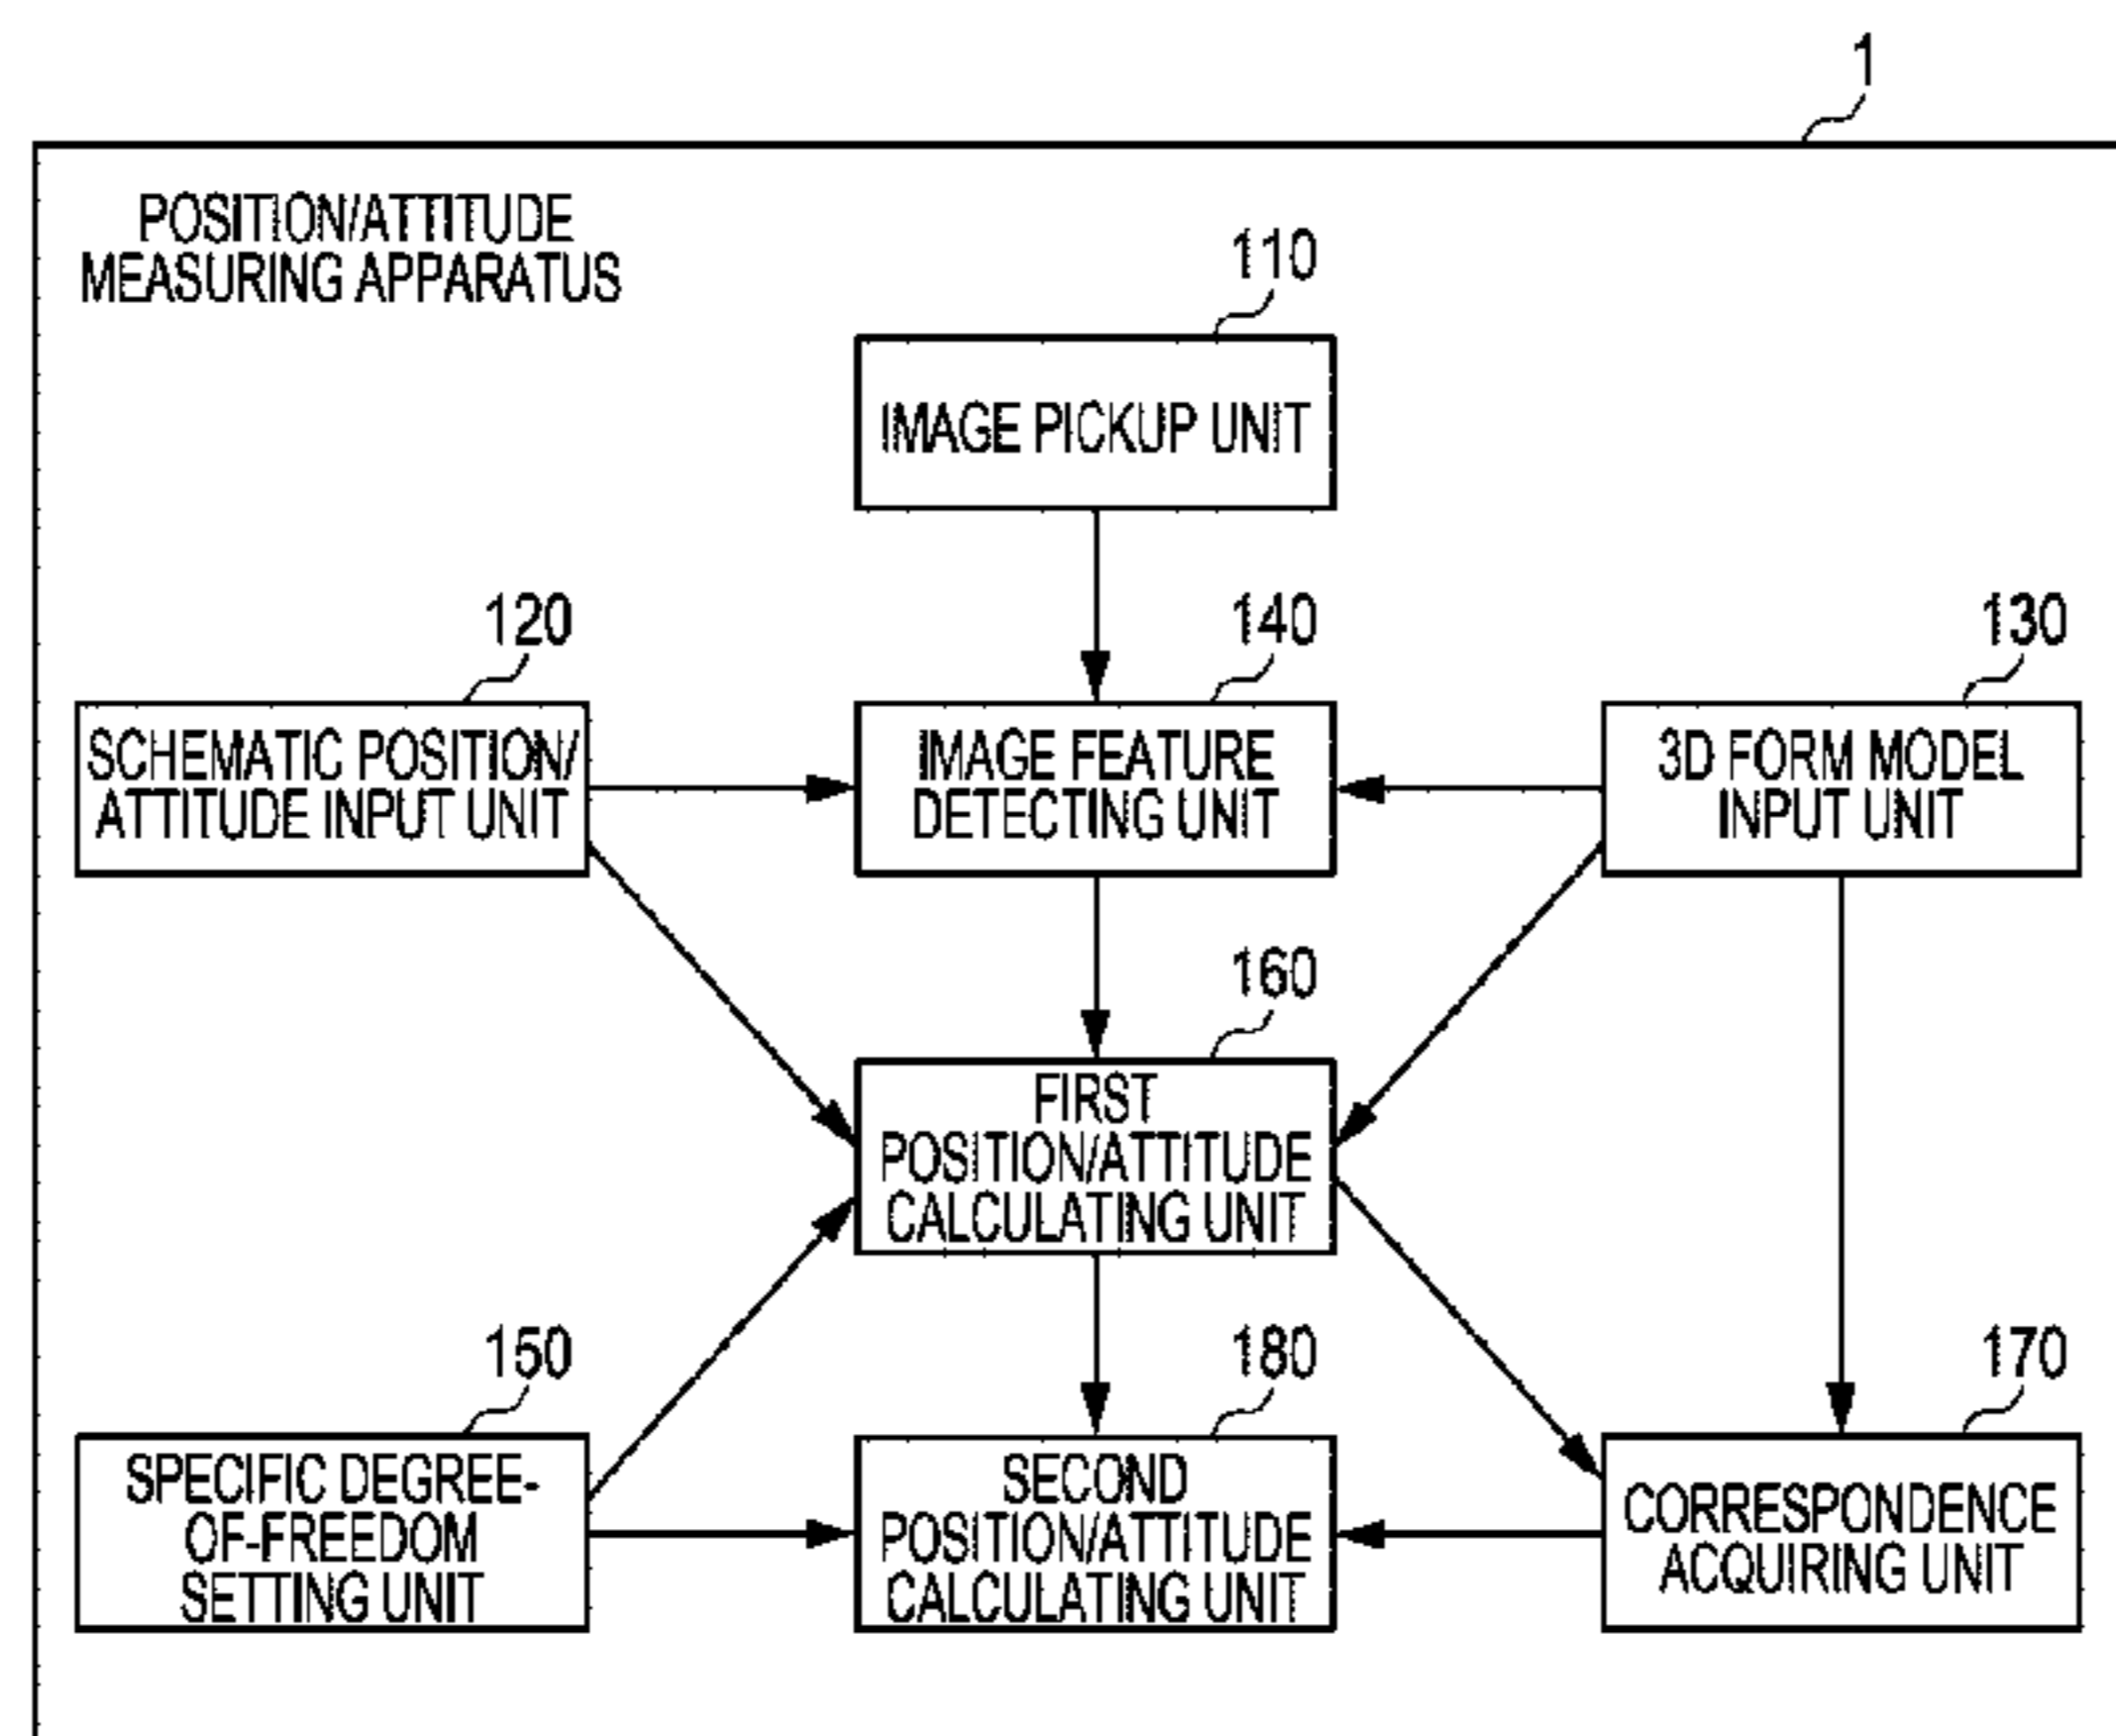 1
POSITION/ATTITUDE
MEASURING APPARATUS
110
IMAGE PICKUP UNIT
120
140
130
SCHEMATIC POSITION/
ATTITUDE INPUT UNIT
IMAGE FEATURE
DETECTING UNIT
3D FORM MODEL
INPUT UNIT
160
FIRST
POSITION/ATTITUDE
CALCULATING UNIT
150
180
170
SPECIFIC DEGREE-
OF-FREEDOM
SETTING UNIT
SECOND
POSITION/ATTITUDE
CALCULATING UNIT
CORRESPONDENCE
ACQUIRING UNIT